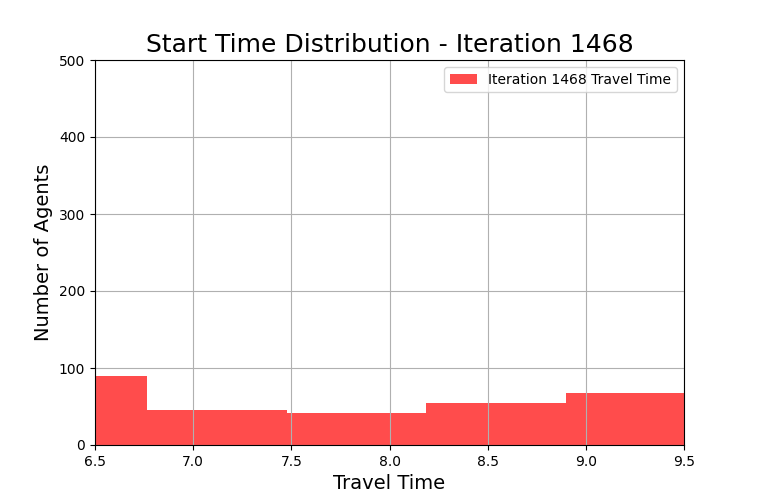 Start Time Distribution - Iteration 1468
Iteration 1468 Travel Time
Number of Agents
500
400
300
200
100
0
6.5 7.0 7.5 8.0 8.5 9.0 9.5
Travel Time